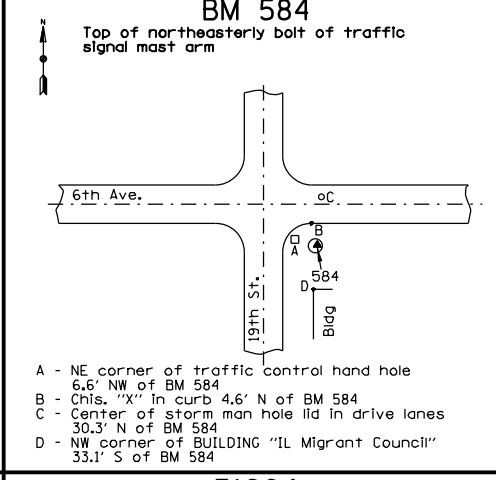 BM 584
N
Top of northeasterly bolt of traffic
signal mast arm
6th Ave.
oC
B
A
584
D
19th St.
Bldg
A - NE corner of traffic control hand hole
6.6' NW of BM 584
B - Chis. "X" in curb 4.6' N of BM 584
C - Center of storm man hole lid in drive lanes
30.3' N of BM 584
D - NW corner of BUILDING "IL Migrant Council"
33.1' S of BM 584